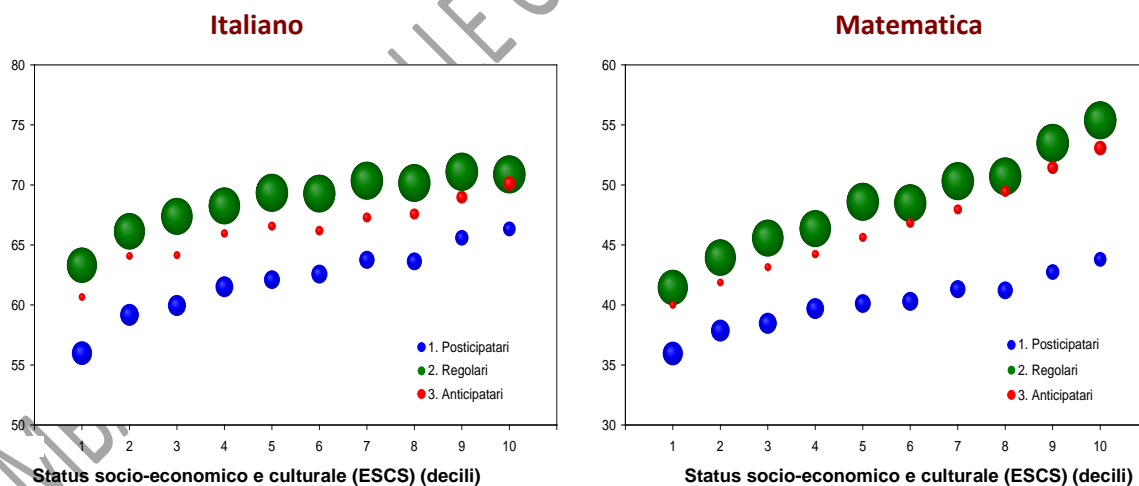 Italiano
80
75
70
65
60
55
50
1. Posticipatari
2. Regolari
3. Anticipatari
1 2 3 4 5 6 7 8 9 10
Status socio-economico e culturale (ESCS) (decili)
Matematica
60
55
50
45
40
35
30
1. Posticipatari
2. Regolari
3. Anticipatari
1 2 3 4 5 6 7 8 9 10
Status socio-economico e culturale (ESCS) (decili)